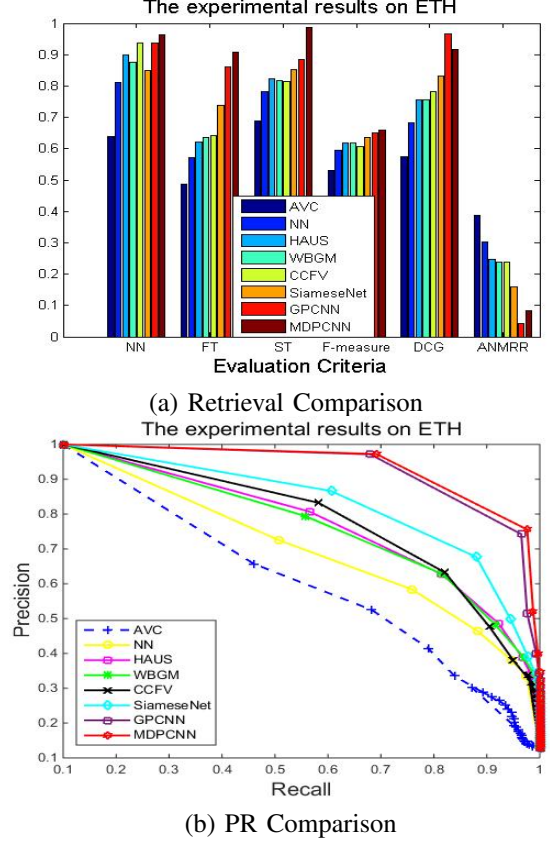 The experimental results on ETH
1
0.9
0.8
0.7
0.6
0.5
0.4
0.3
0.2
0.1
0
AVC
NN
HAUS
WBGM
CCFV
SiameseNet
GPCNN
MDPCNN
NN FT ST F-measure DCG ANMRR
Evaluation Criteria
(a) Retrieval Comparison
The experimental results on ETH
Precision
1
0.9
0.8
0.7
0.6
0.5
0.4
0.3
0.2
0.1
AVC
NN
HAUS
WBGM
CCFV
SiameseNet
GPCNN
MDPCNN
0.1 0.2 0.3 0.4 0.5 0.6 0.7 0.8 0.9 1
Recall
(b) PR Comparison